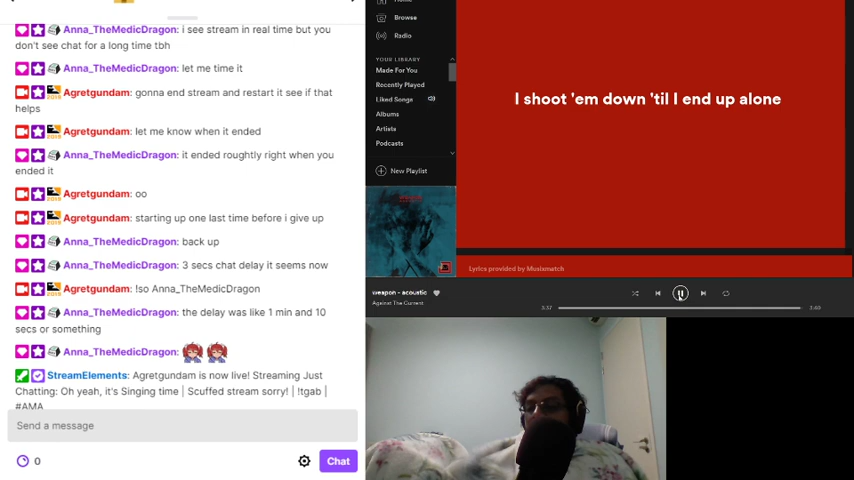 Anna_TheMedicDragon: i see stream in real time but you
don't see chat for a long time tbh
Anna_TheMedicDragon: let me time it
Agretgundam: gonna end stream and restart it see if that
helps
Agretgundam: let me know when it ended
Anna_TheMedicDragon: it ended roughtly right when you
ended it
Agretgundam: oo
Agretgundam: starting up one last time before i give up
Anna_TheMedicDragon: back up
Anna_TheMedicDragon: 3 secs chat delay it seems now
Agretgundam: !so Anna_TheMedicDragon
Anna_TheMedicDragon: the delay was like 1 min and 10
secs or something
Anna_TheMedicDragon:
StreamElements: Agretgundam is now live! Streaming Just
Chatting: Oh yeah, it's Singing time | Scuffed stream sorry! | !tgab |
#AMA
Send a message
0
Chat
Browse
Radio
YOUR LIBRARY
Made For You
Recently Played
Liked Songs
Albums
Artists
Podcasts
New Playlist
I shoot 'em down 'til I end up alone
Lyrics provided by Musixmatch
weapon - acoustic
Against The Current
3:37
3:40